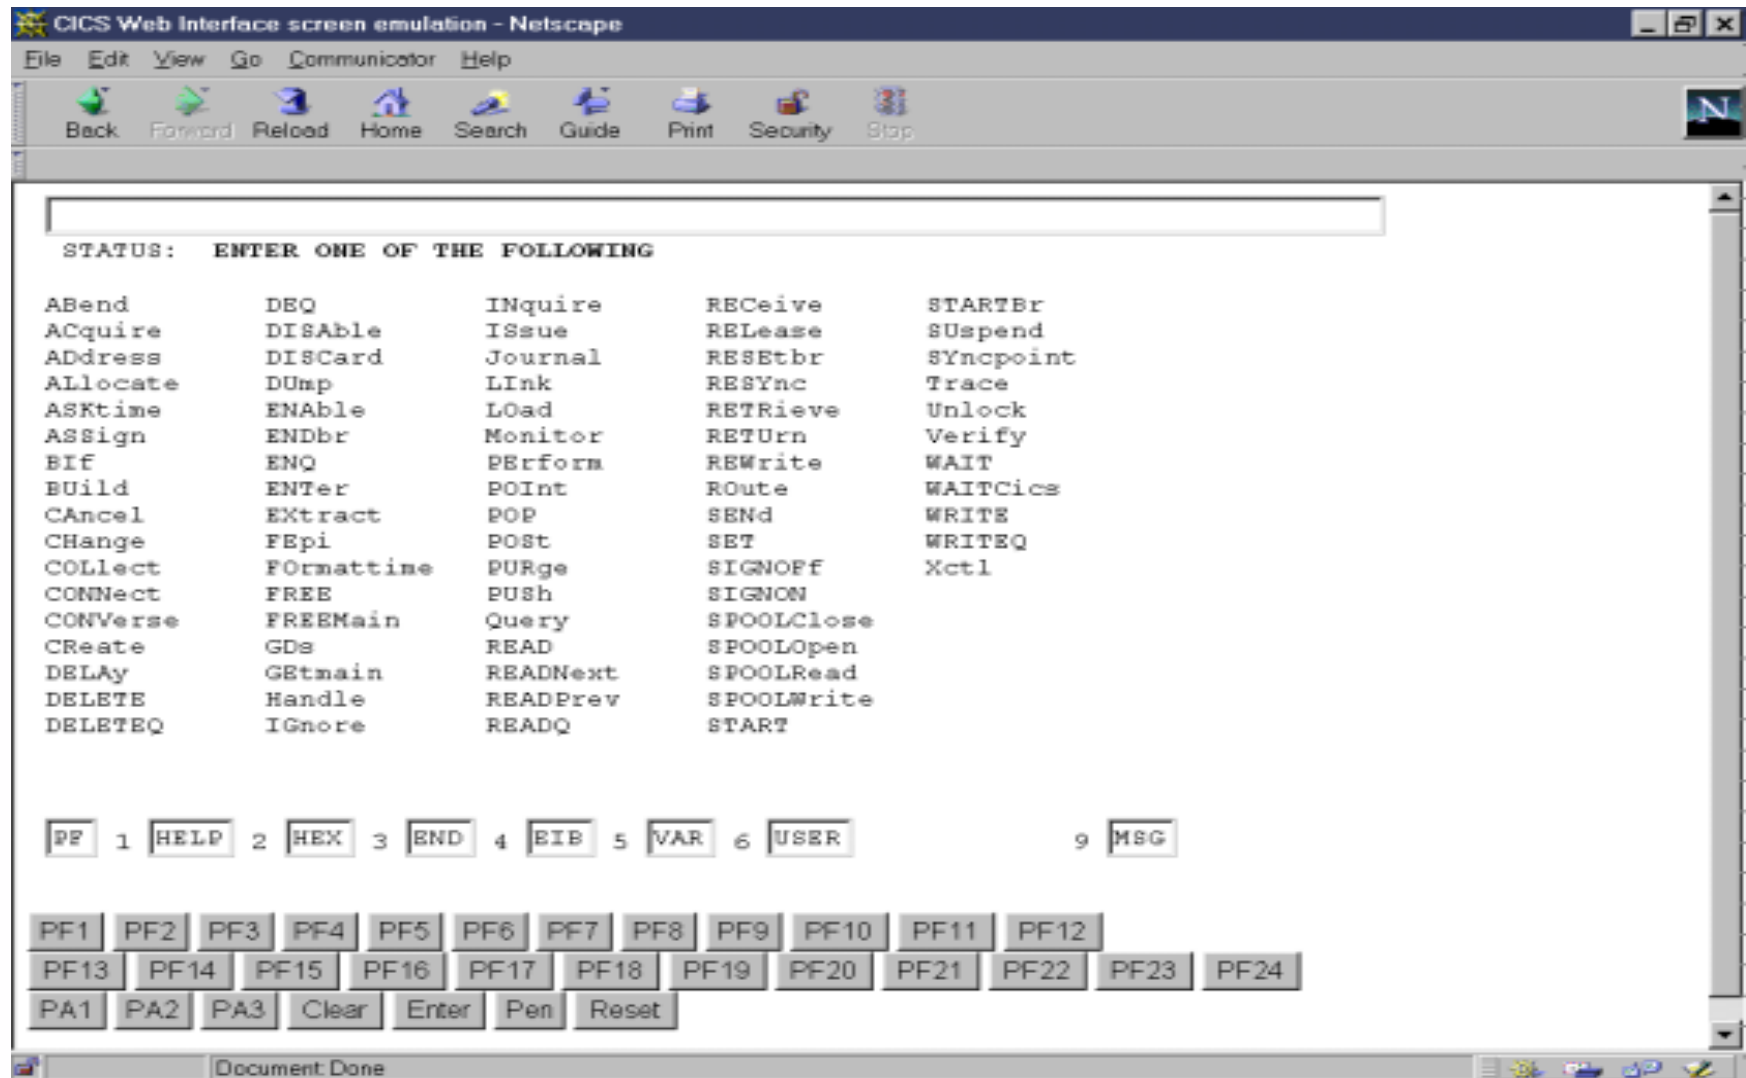 CICS Web Interface screen emulation - Netscape
File Edit View Go Communicator Help
Back Forward Reload Home Search Guide Print Security Stop
N
STATUS: ENTER ONE OF THE FOLLOWING
ABend DEQ INquire RECeive STARTBr
ACquire DISAble ISsue RELease SUspend
ADdress DISCard Journal RESEtbr SYncpoint
ALlocate DUmp LInk RESYnc Trace
ASKtime ENAble LOad RETRieve Unlock
ASSign ENDbr Monitor RETUrn Verify
BIf ENQ PErform REWrite WAIT
BUild ENTer POInt ROute WAITCics
CAncel EXtract POP SENd WRITE
CHange FEpi POSt SET WRITEQ
COLlect FOrmattime PURge SIGNOFf Xctl
CONNect FREE PUSh SIGNON
CONVerse FREEMain Query SPOOLClose
CReate GDs READ SPOOLOpen
DELAy GEtmain READNext SPOOLRead
DELETE Handle READPrev SPOOLWrite
DELETEQ IGnore READQ START
PF 1 HELP 2 HEX 3 END 4 EIB 5 VAR 6 USER 9 MSG
PF1 PF2 PF3 PF4 PF5 PF6 PF7 PF8 PF9 PF10 PF11 PF12
PF13 PF14 PF15 PF16 PF17 PF18 PF19 PF20 PF21 PF22 PF23 PF24
PA1 PA2 PA3 Clear Enter Pen Reset
Document: Done